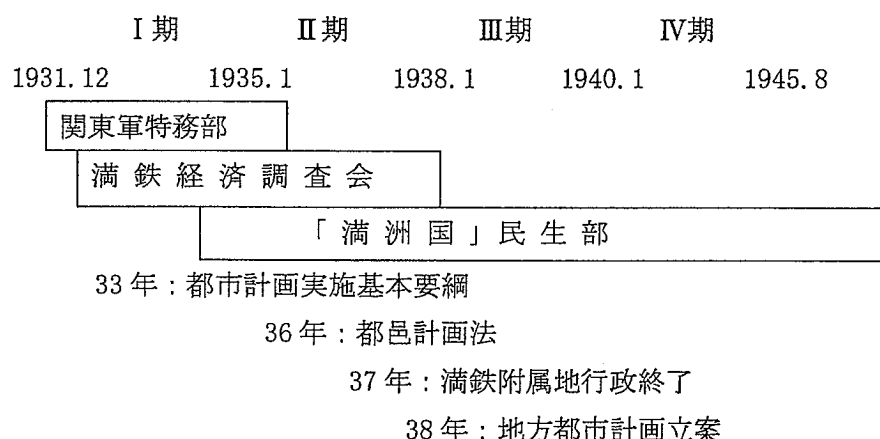 Ⅰ期 Ⅱ期 Ⅲ期 Ⅳ期
1931.12 1935.1 1938.1 1940.1 1945.8
関東軍特務部
満鉄経済調査会
「満洲国」民生部
33年：都市計画実施基本要綱
36年：都邑計画法
37年：満鉄附属地行政終了
38年：地方都市計画立案